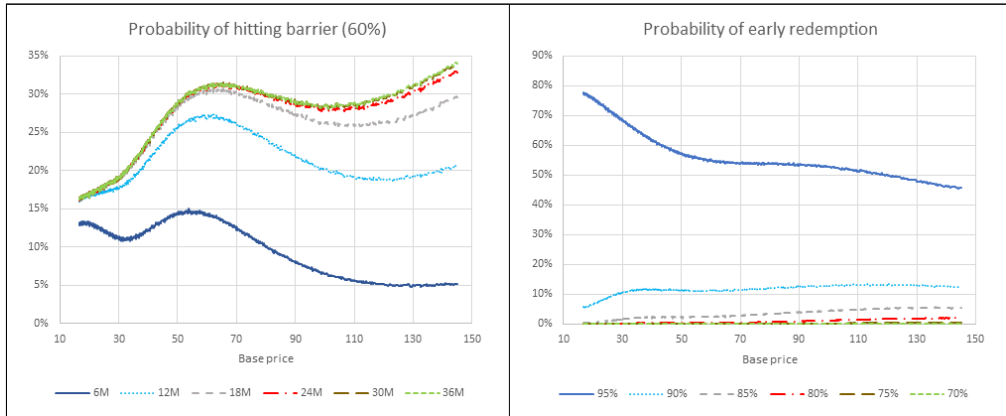 Probability of hitting barrier (60%)
35%
30%
25%
20%
15%
10%
5%
0%
10 30 50 70 90 110 130 150
Base price
6M 12M 18M 24M 30M 36M
Probability of early redemption
90%
80%
70%
60%
50%
40%
30%
20%
10%
0%
10 30 50 70 90 110 130 150
Base price
95% 90% 85% 80% 75% 70%